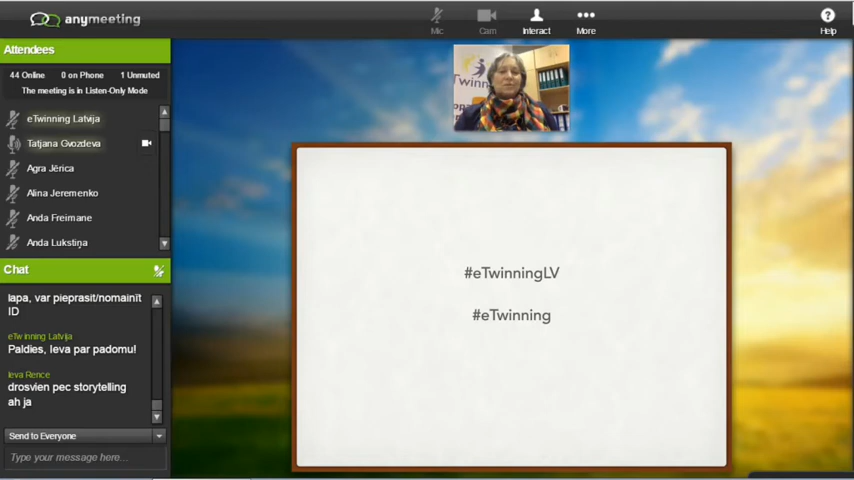 anymeeting
Mic
Cam
Interact
More
Help
Attendees
44 Online
0 on Phone
1 Unmuted
The meeting is in Listen-Only Mode
eTwinning Latvija
Tatjana Gvozdeva
Agra Jērica
Alina Jeremenko
Anda Freimane
Anda Lukstiņa
Chat
lapa, var pieprasīt/nomainīt
ID
eTwinning Latvija
Paldies, Ieva par padomu!
Ieva Rence
drosvien pec storytelling
ah ja
Send to Everyone
Type your message here...
Twinn
#eTwinningLV
#eTwinning